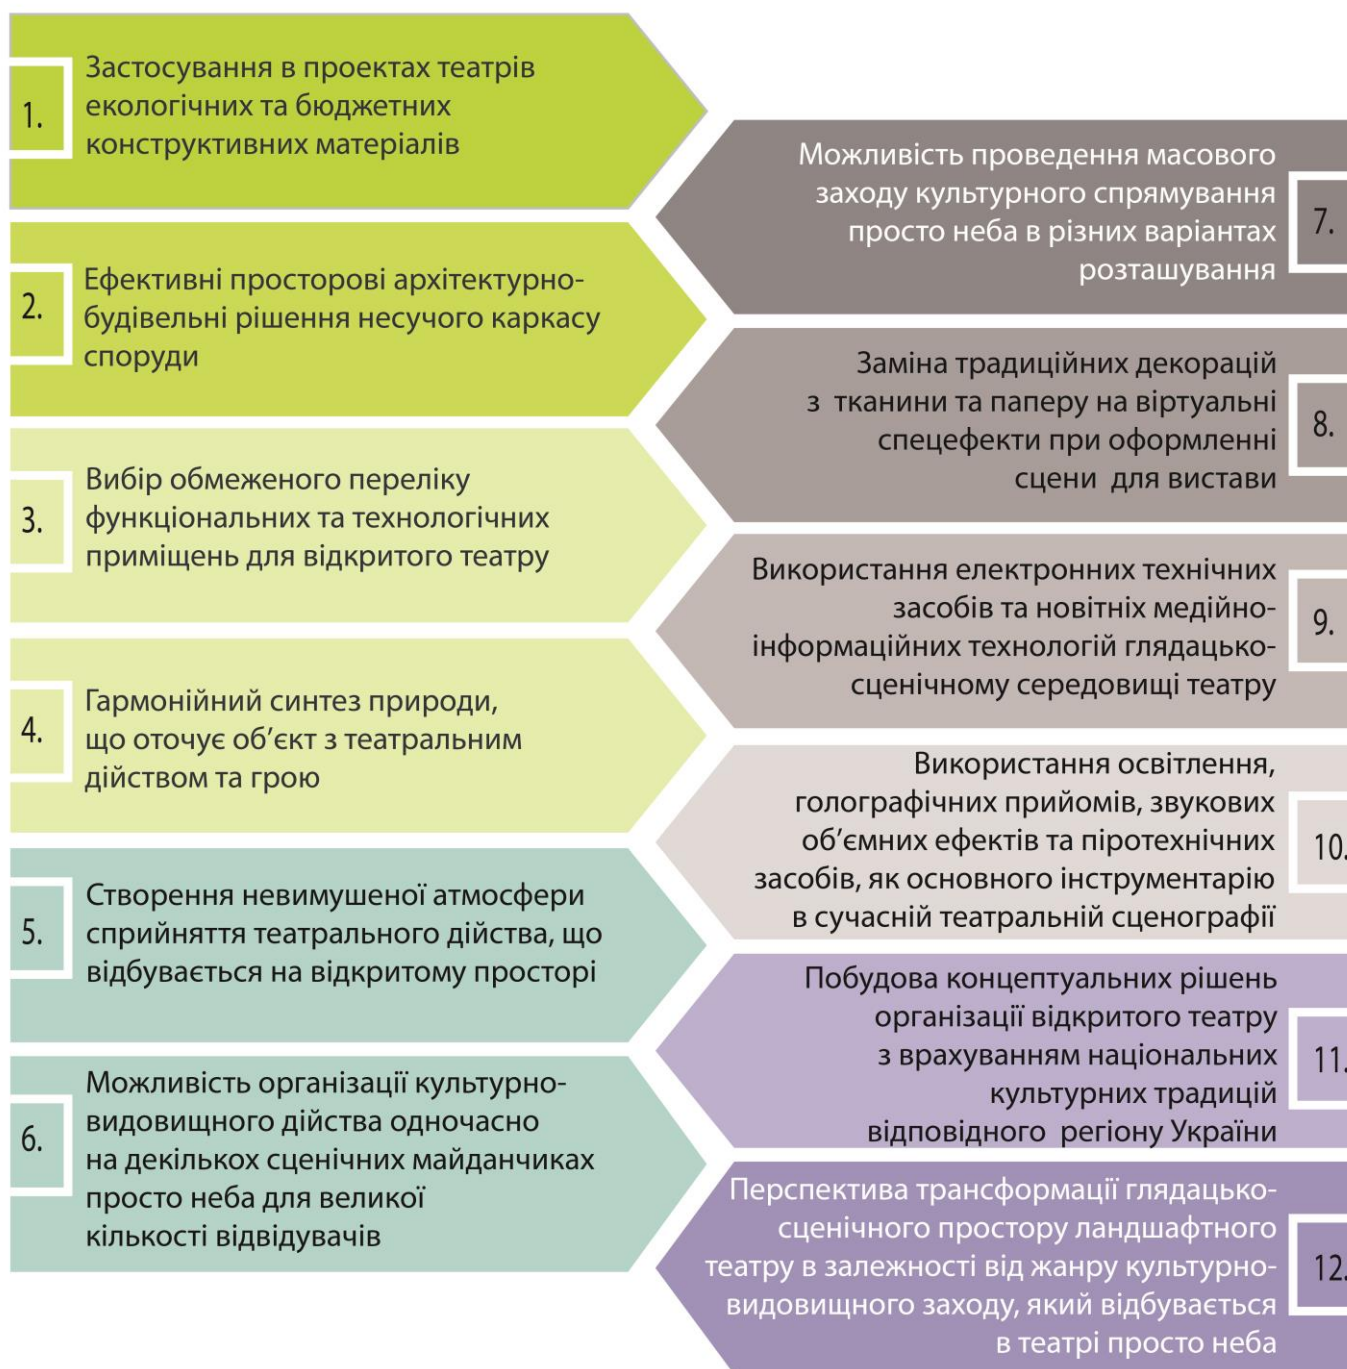 1.
Застосування в проектах театрів
екологічних та бюджетних
конструктивних матеріалів
2.
Ефективні просторові архітектурно-
будівельні рішення несучого каркасу
споруди
3.
Вибір обмеженого переліку
функціональних та технологічних
приміщень для відкритого театру
4.
Гармонійний синтез природи,
що оточує об’єкт з театральним
дійством та грою
5.
Створення невимушеної атмосфери
сприйняття театрального дійства, що
відбувається на відкритому просторі
6.
Можливість організації культурно-
видовищного дійства одночасно
на декількох сценічних майданчиках
просто неба для великої
кількості відвідувачів
Можливість проведення масового
заходу культурного спрямування
просто неба в різних варіантах
розташування
7.
Заміна традиційних декорацій
з тканини та паперу на віртуальні
спецефекти при оформленні
сцени для вистави
8.
Використання електронних технічних
засобів та новітніх медійно-
інформаційних технологій глядацько-
сценічному середовищі театру
9.
Використання освітлення,
голографічних прийомів, звукових
об’ємних ефектів та піротехнічних
засобів, як основного інструментарію
в сучасній театральній сценографії
10.
Побудова концептуальних рішень
організації відкритого театру
з врахуванням національних
культурних традицій
відповідного регіону України
11.
Перспектива трансформації глядацько-
сценічного простору ландшафтного
театру в залежності від жанру культурно-
видовищного заходу, який відбувається
в театрі просто неба
12.